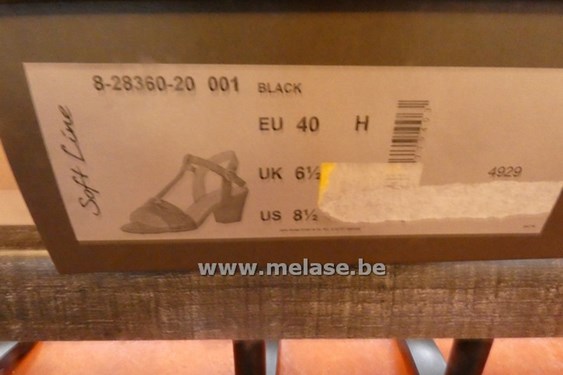 8-28360-20 001 BLACK
Soft Line
EU 40 H
UK 6½
4929
US 8½
www.melase.be